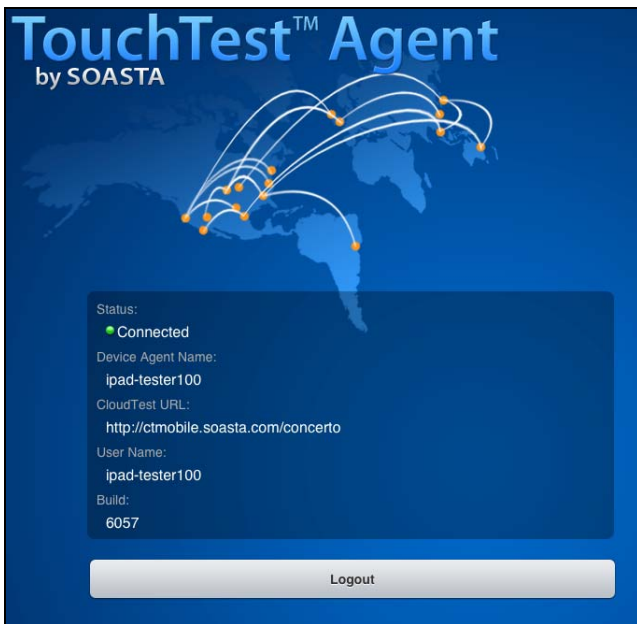 TouchTest™ Agent
by SOASTA
Status:
Connected
Device Agent Name:
ipad-tester100
CloudTest URL:
http://ctmobile.soasta.com/concerto
User Name:
ipad-tester100
Build:
6057
Logout